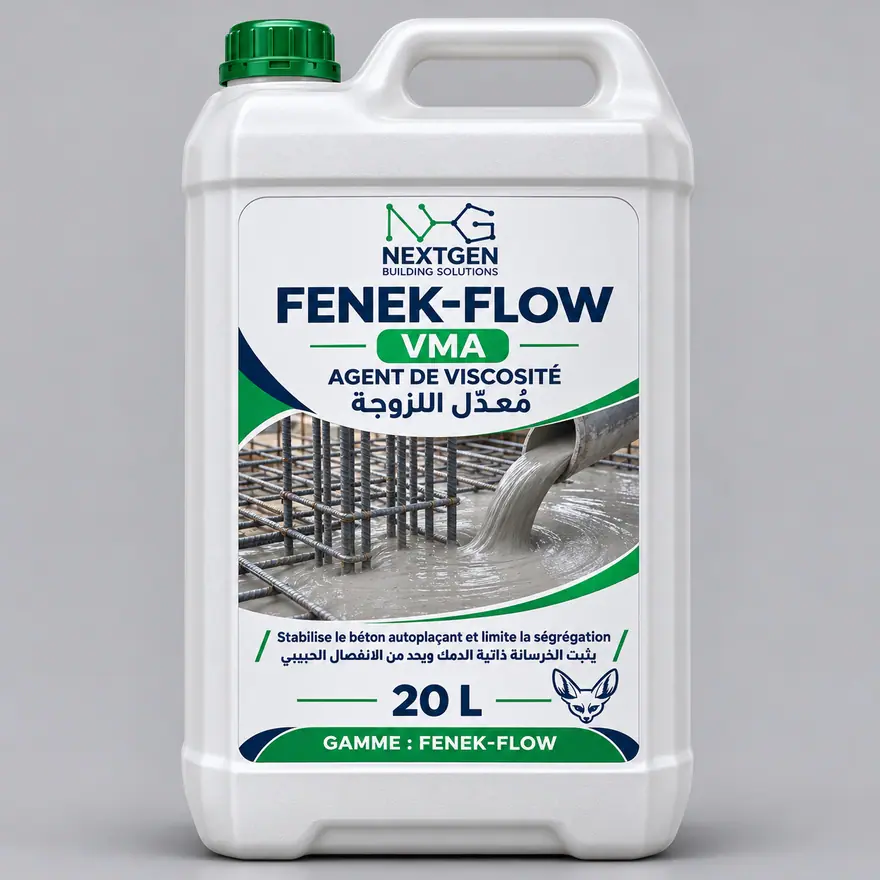 NEXTGEN
BUILDING SOLUTIONS
FENEK-FLOW
VMA
AGENT DE VISCOSITÉ
مُعدّل اللزوجة
Stabilise le béton autoplaçant et limite la ségrégation
يثبت الخرسانة ذاتية الدمك ويحد من الانفصال الحبيبي
20 L
GAMME : FENEK-FLOW